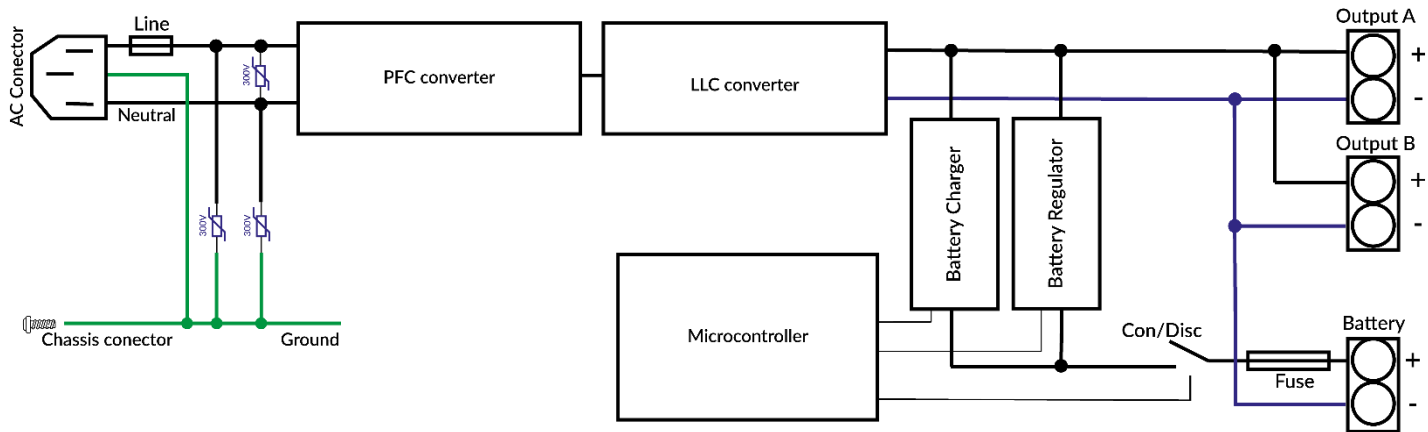 AC Conector
Line
Neutral
300V
300V
300V
Chassis conector
Ground
PFC converter
LLC converter
Battery Charger
Battery Regulator
Microcontroller
Con/Disc
Fuse
Output A
+
-
Output B
+
-
Battery
+
-